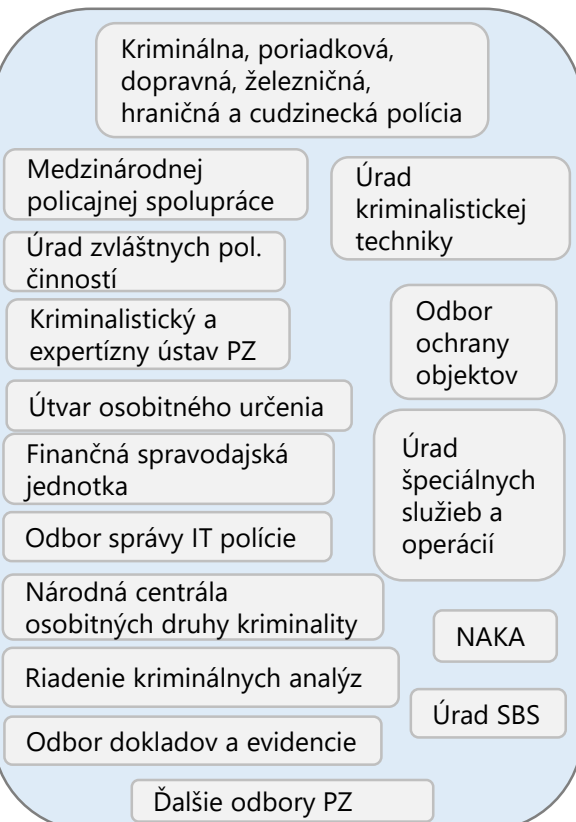 Kriminálna, poriadková,
dopravná, železničná,
hraničná a cudzinecká polícia
Medzinárodnej
policajnej spolupráce
Úrad
kriminalistickej
techniky
Úrad zvláštnych pol.
činností
Kriminalistický a
expertízny ústav PZ
Odbor
ochrany
objektov
Útvar osobitného určenia
Finančná spravodajská
jednotka
Úrad
špeciálnych
služieb a
operácií
Odbor správy IT polície
Národná centrála
osobitných druhy kriminality
NAKA
Riadenie kriminálnych analýz
Úrad SBS
Odbor dokladov a evidencie
Ďalšie odbory PZ